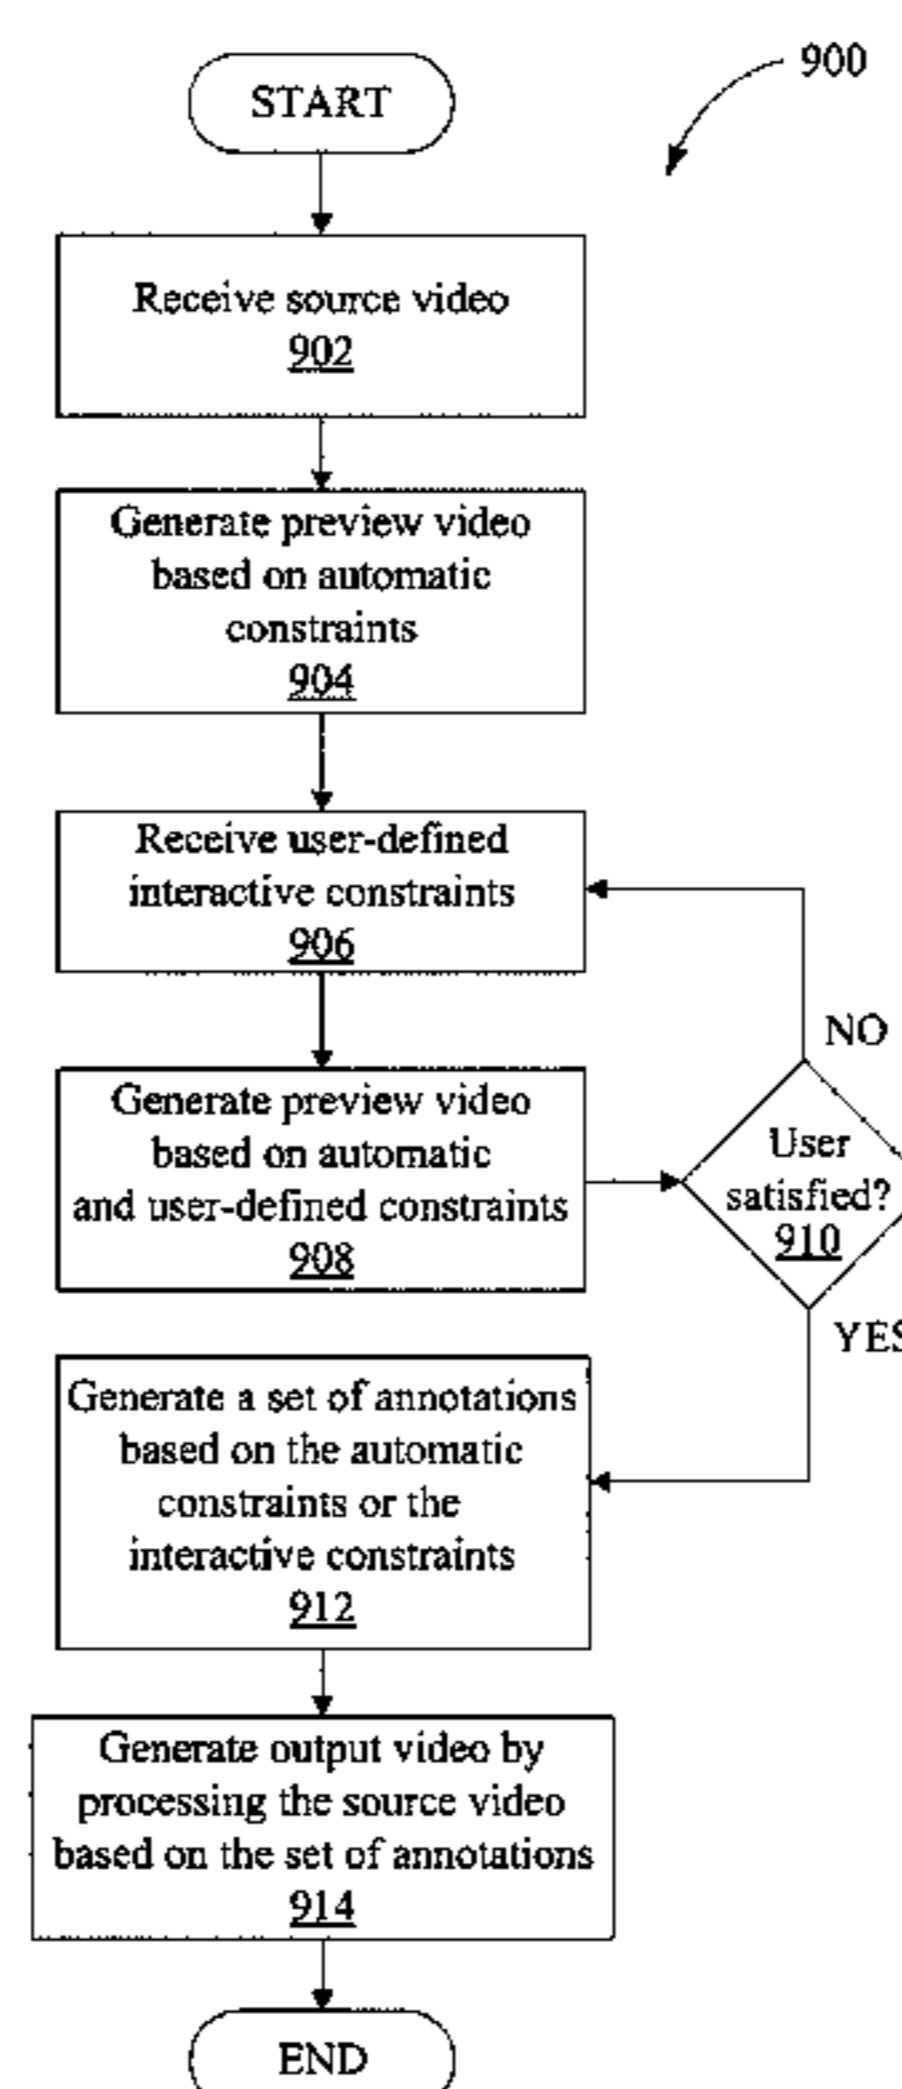 START
900
Receive source video
902
Generate preview video
based on automatic
constraints
904
Receive user-defined
interactive constraints
906
NO
Generate preview video
based on automatic
and user-defined constraints
908
User
satisfied?
910
YES
Generate a set of annotations
based on the automatic
constraints or the
interactive constraints
912
Generate output video by
processing the source video
based on the set of annotations
914
END